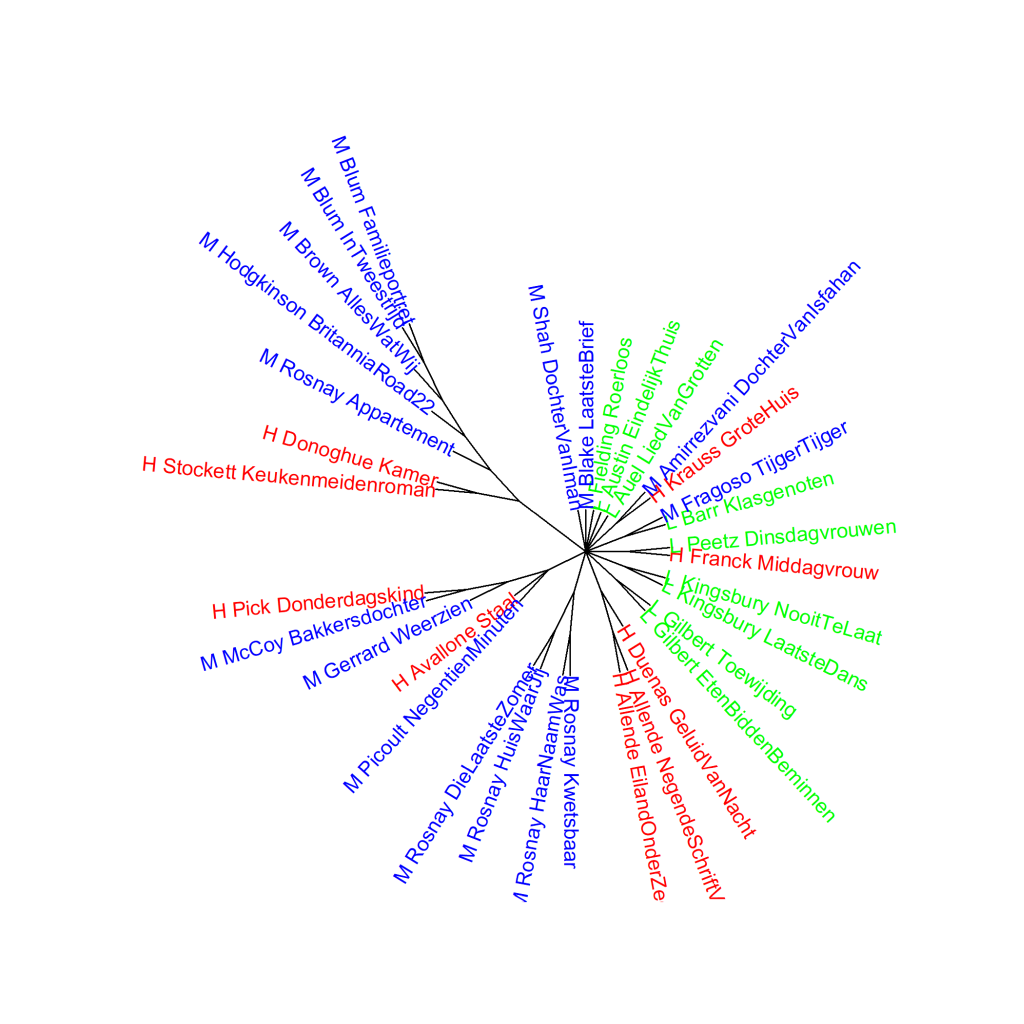 M Blum Familieportret
M Blum InTweestrijd
M Brown AllesWatWij
M Hodgkinson BritanniaRoad22
M Rosnay Appartement
H Donoghue Kamer
H Stockett Keukenmeidenroman
M Shah DochterVanIman
M Blake LaatsteBrief
L Fielding Roerloos
L Austin EindelijkThuis
L Auel LiedVanGrotten
M Amirrezvani DochterVanIsfahan
H Krauss GroteHuis
M Fragoso TijgerTijger
L Barr Klasgenoten
L Peetz Dinsdagvrouwen
H Franck Middagvrouw
L Kingsbury NooitTeLaat
L Kingsbury LaatsteDans
L Gilbert Toewijding
L Gilbert EtenBiddenBeminnen
H Duenas GeluidVanNacht
H Allende NegendeSchriftV
H Allende EilandOnderZe
M Rosnay Kwetsbaar
M Rosnay HaarNaamWas
M Rosnay HuisWaarJij
M Rosnay DieLaatsteZomer
M Picoult NegentienMinuten
H Avallone Staal
M Gerrard Weerzien
M McCoy Bakkersdochter
H Pick Donderdagskind